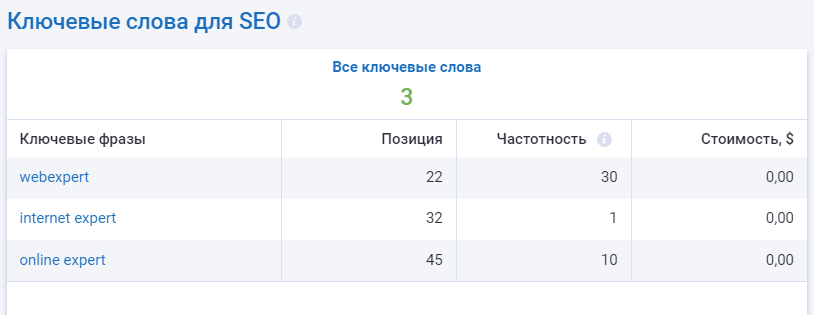 Ключевые слова для SEO
Все ключевые слова
3
Ключевые фразы Позиция Частотность Стоимость, $
webexpert 22 30 0,00
internet expert 32 1 0,00
online expert 45 10 0,00